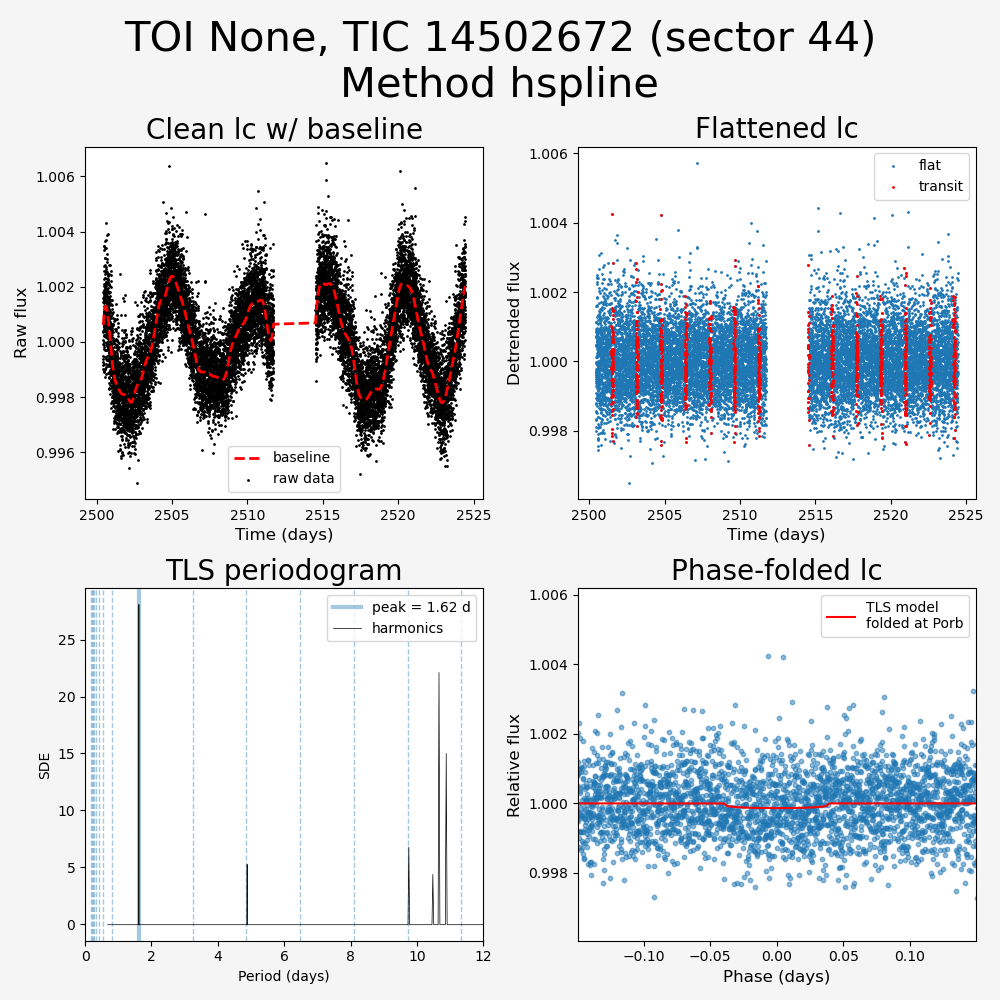 TOI None, TIC 14502672 (sector 44)
Method hspline
Clean lc w/ baseline
Raw flux
1.006
1.004
1.002
1.000
0.998
0.996
baseline
raw data
2500
2505
2510
2515
2520
2525
Time (days)
Flattened lc
Detrended flux
1.006
1.004
1.002
1.000
0.998
flat
transit
2500
2505
2510
2515
2520
2525
Time (days)
TLS periodogram
SDE
25
20
15
10
5
0
peak = 1.62 d
harmonics
0
2
4
6
8
10
12
Period (days)
Phase-folded lc
Relative flux
1.006
1.004
1.002
1.000
0.998
TLS model
folded at Porb
−0.10
−0.05
0.00
0.05
0.10
Phase (days)